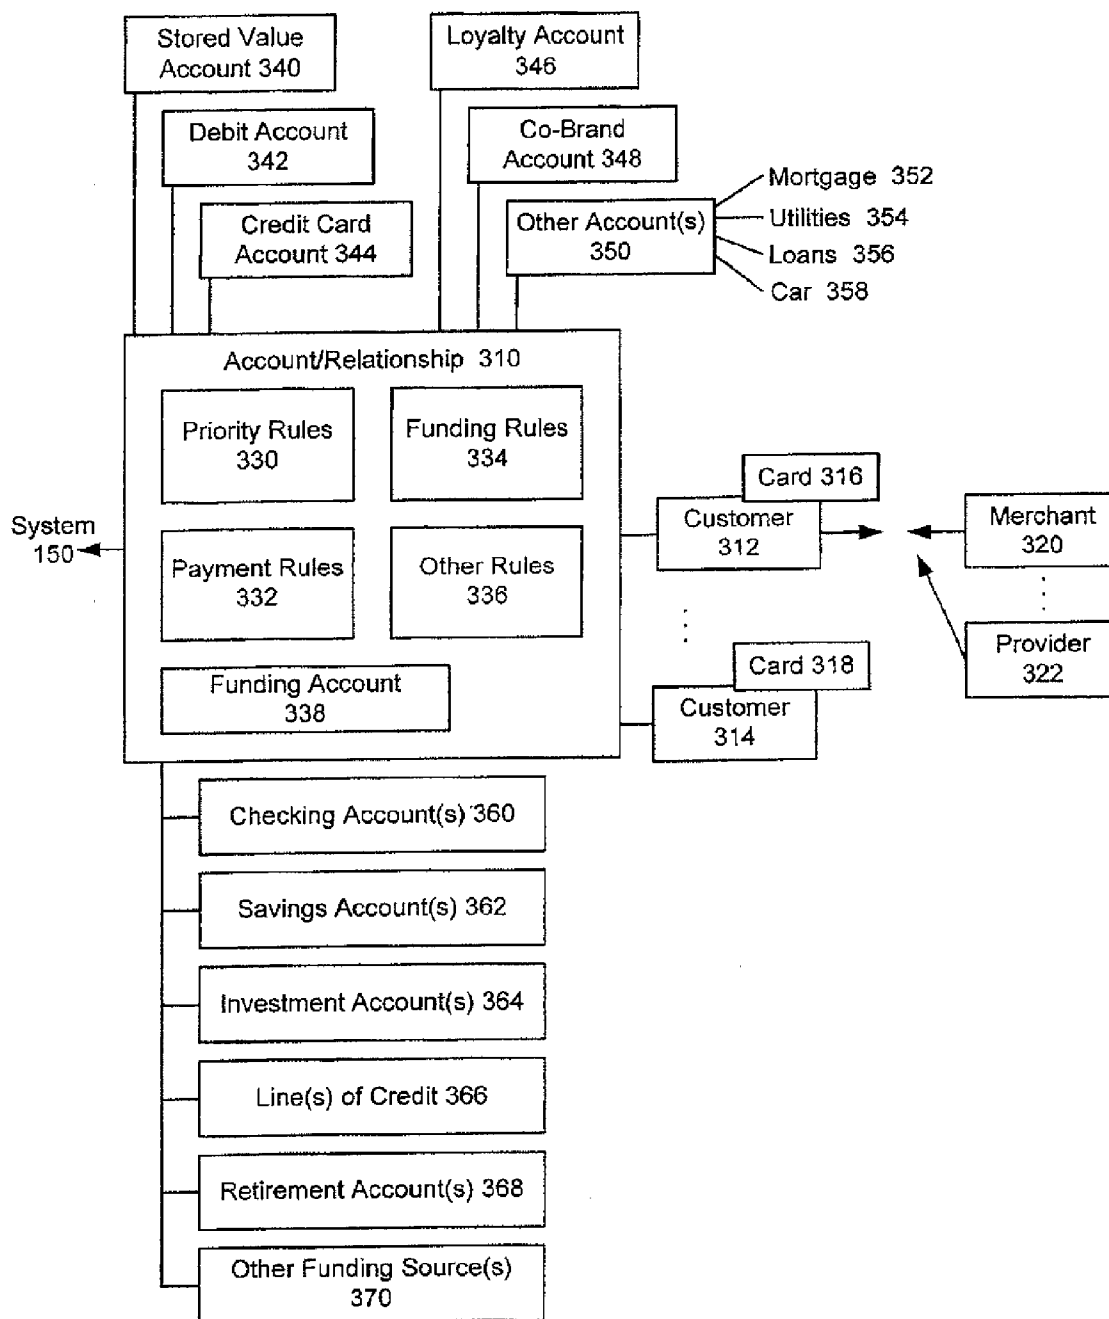 Stored Value
Account 340
Loyalty Account
346
Debit Account
342
Co-Brand
Account 348
Credit Card
Account 344
Other Account(s)
350
Mortgage 352
Utilities 354
Loans 356
Car 358
Account/Relationship 310
Priority Rules
330
Funding Rules
334
Payment Rules
332
Other Rules
336
Funding Account
338
System
150
Card 316
Customer
312
Merchant
320
Card 318
Customer
314
Provider
322
Checking Account(s) 360
Savings Account(s) 362
Investment Account(s) 364
Line(s) of Credit 366
Retirement Account(s) 368
Other Funding Source(s)
370